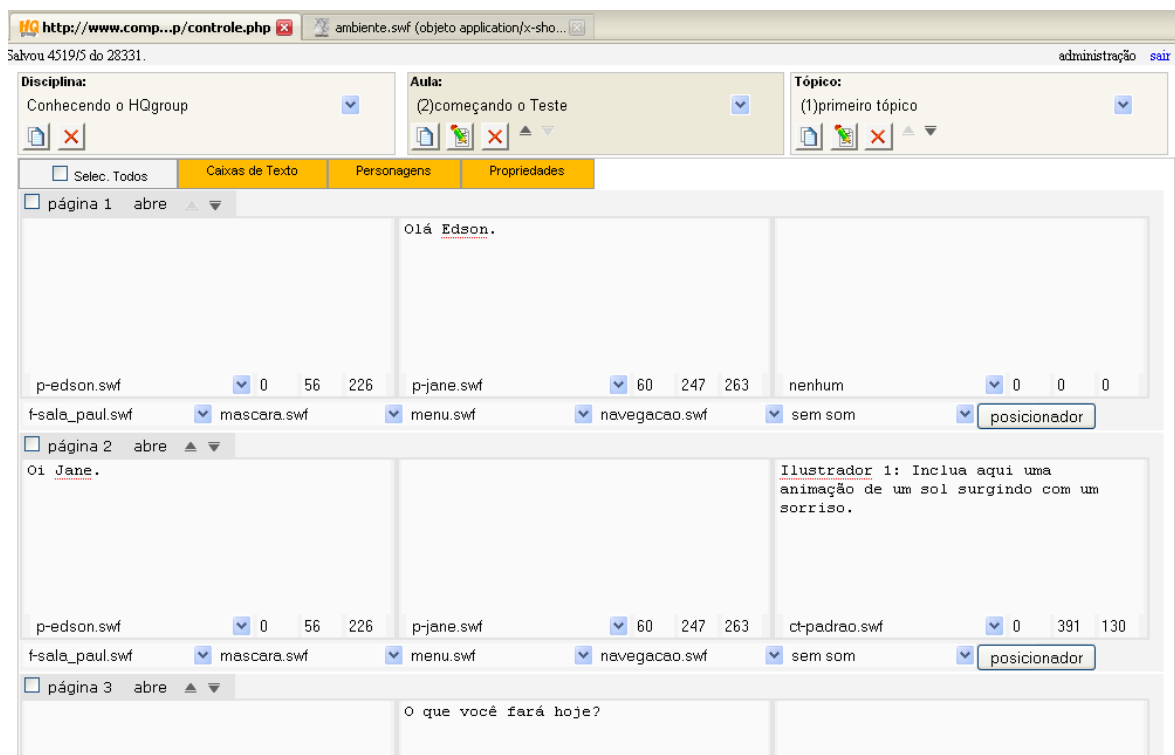 HQ http://www.comp...p/controle.php ambiente.swf (objeto application/x-sho...
Salvou 4519/5 do 28331. administração sair
Disciplina: Aula: Tópico:
Conhecendo o HQgroup (2)começando o Teste (1)primeiro tópico
Selec. Todos Caixas de Texto Personagens Propriedades
página 1 abre
Olá Edson.
p-edson.swf 0 56 226 p-jane.swf 60 247 263 nenhum 0 0 0
f-sala_paul.swf mascara.swf menu.swf navegacao.swf sem som posicionador
página 2 abre
Oi Jane. Ilustrador 1: Inclua aqui uma
animação de um sol surgindo com um
sorriso.
p-edson.swf 0 56 226 p-jane.swf 60 247 263 ct-padrao.swf 0 391 130
f-sala_paul.swf mascara.swf menu.swf navegacao.swf sem som posicionador
página 3 abre
O que você fará hoje?